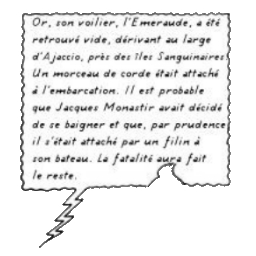 Or, son voilier, l'Emeraude, a été
retrouvé vide, dérivant au large
d'Ajaccio, près des îles Sanguinaires.
Un morceau de corde était attaché
à l'embarcation. Il est probable
que Jacques Monastir avait décidé
de se baigner et que, par prudence
il s'était attaché par un filin à
son bateau. La fatalité aura fait
le reste.